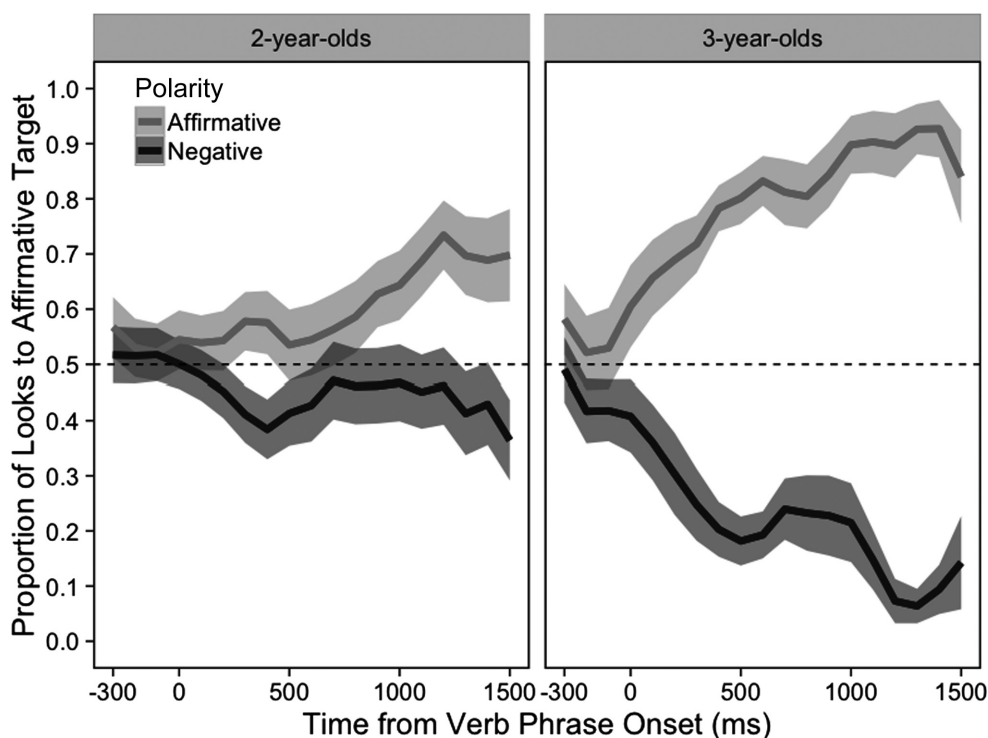 2-year-olds
3-year-olds
Polarity
Affirmative
Negative
Proportion of Looks to Affirmative Target
1.0
0.9
0.8
0.7
0.6
0.5
0.4
0.3
0.2
0.1
0.0
-300 0 500 1000 1500
-300 0 500 1000 1500
Time from Verb Phrase Onset (ms)